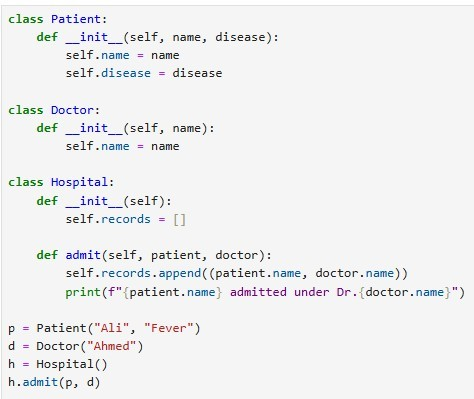 class Patient:
    def __init__(self, name, disease):
        self.name = name
        self.disease = disease

class Doctor:
    def __init__(self, name):
        self.name = name

class Hospital:
    def __init__(self):
        self.records = []

    def admit(self, patient, doctor):
        self.records.append((patient.name, doctor.name))
        print(f"{patient.name} admitted under Dr.{doctor.name}")

p = Patient("Ali", "Fever")
d = Doctor("Ahmed")
h = Hospital()
h.admit(p, d)